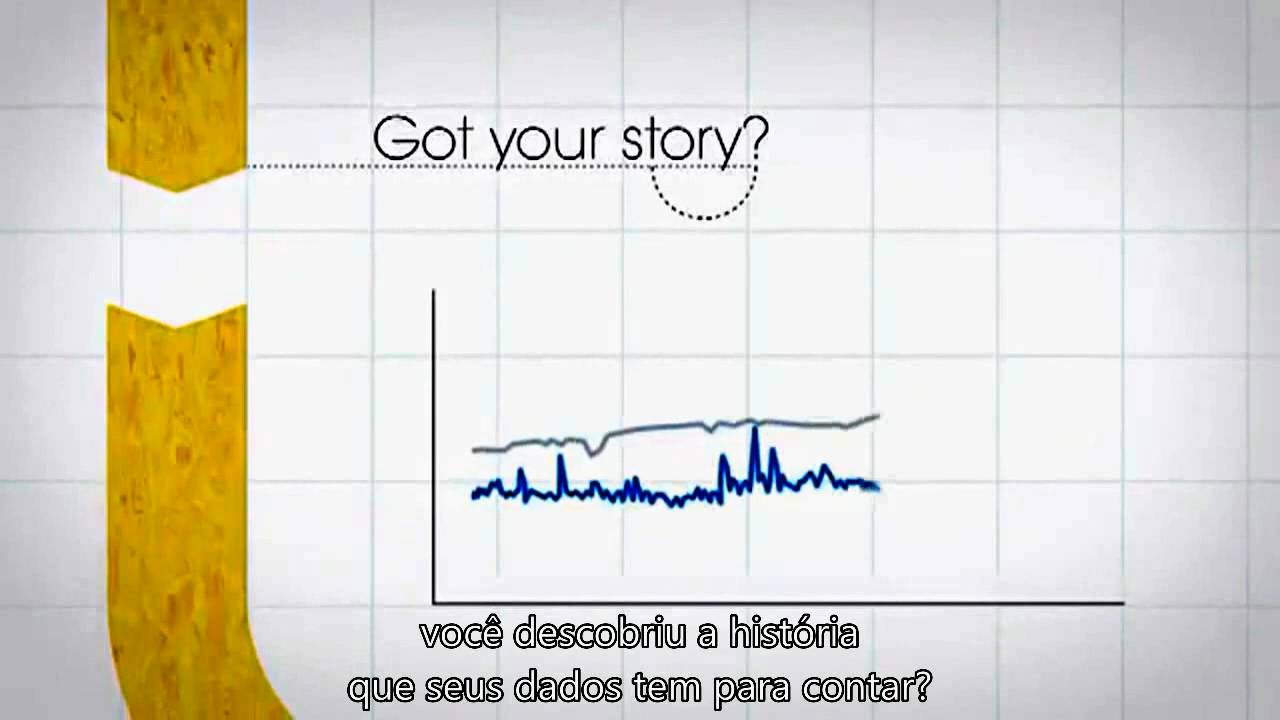 Got your story?
você descobriu a história
que seus dados tem para contar?